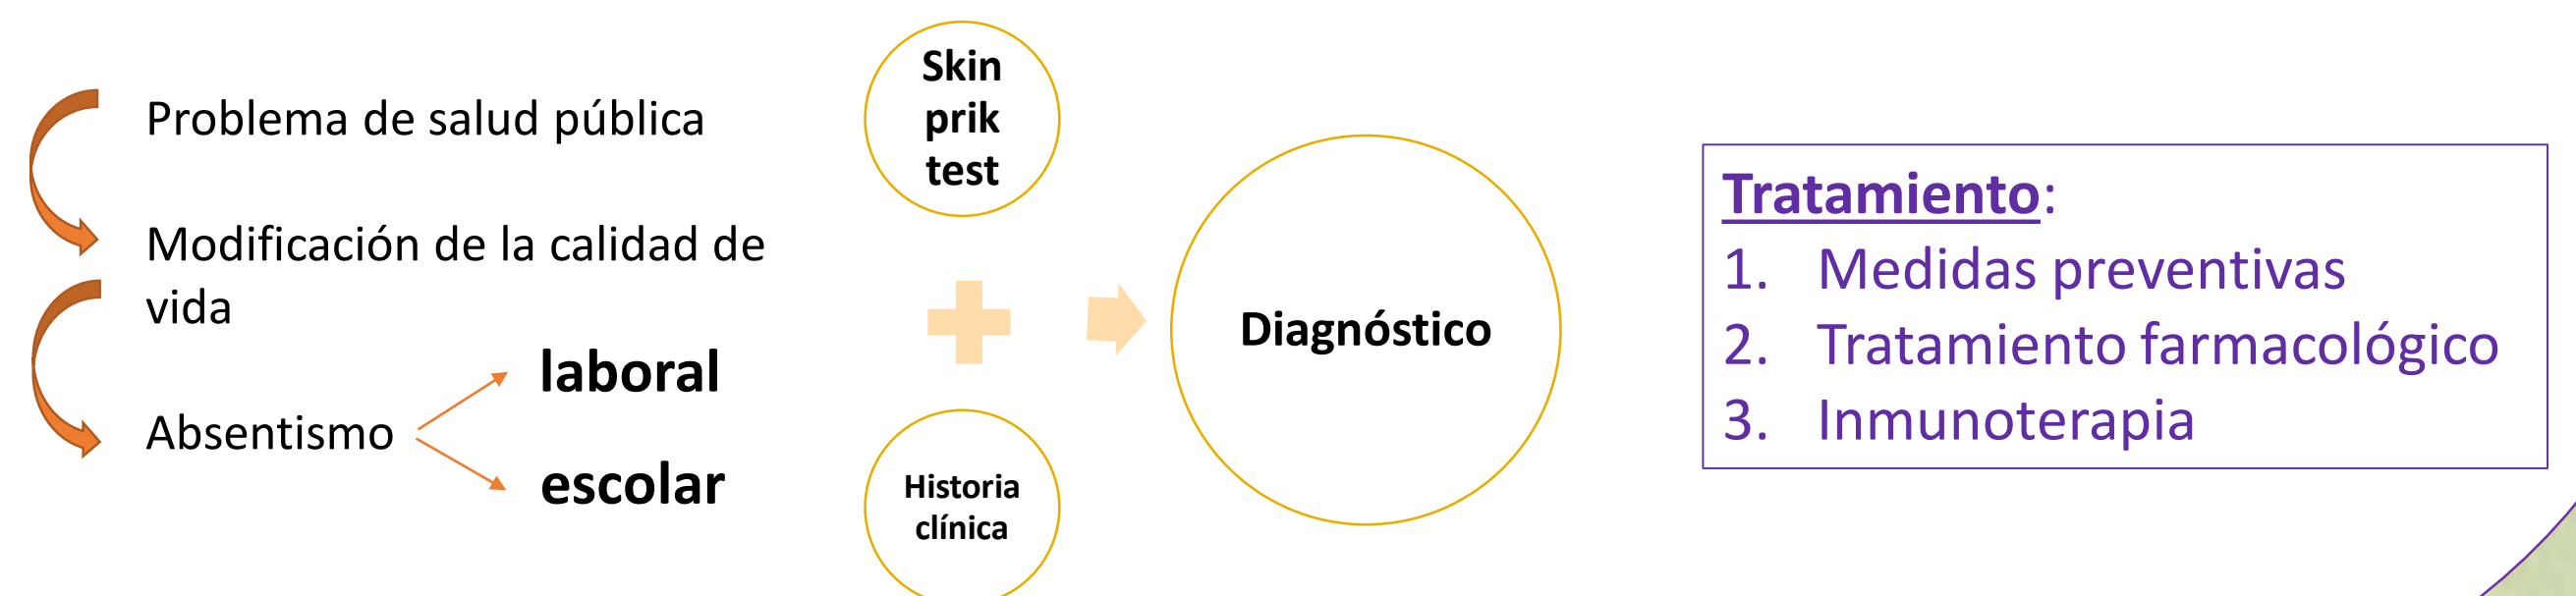 Problema de salud pública
Modificación de la calidad de
vida
Absentismo
laboral
escolar
Skin
prik
test
Historia
clínica
Diagnóstico
Tratamiento:
1. Medidas preventivas
2. Tratamiento farmacológico
3. Inmunoterapia